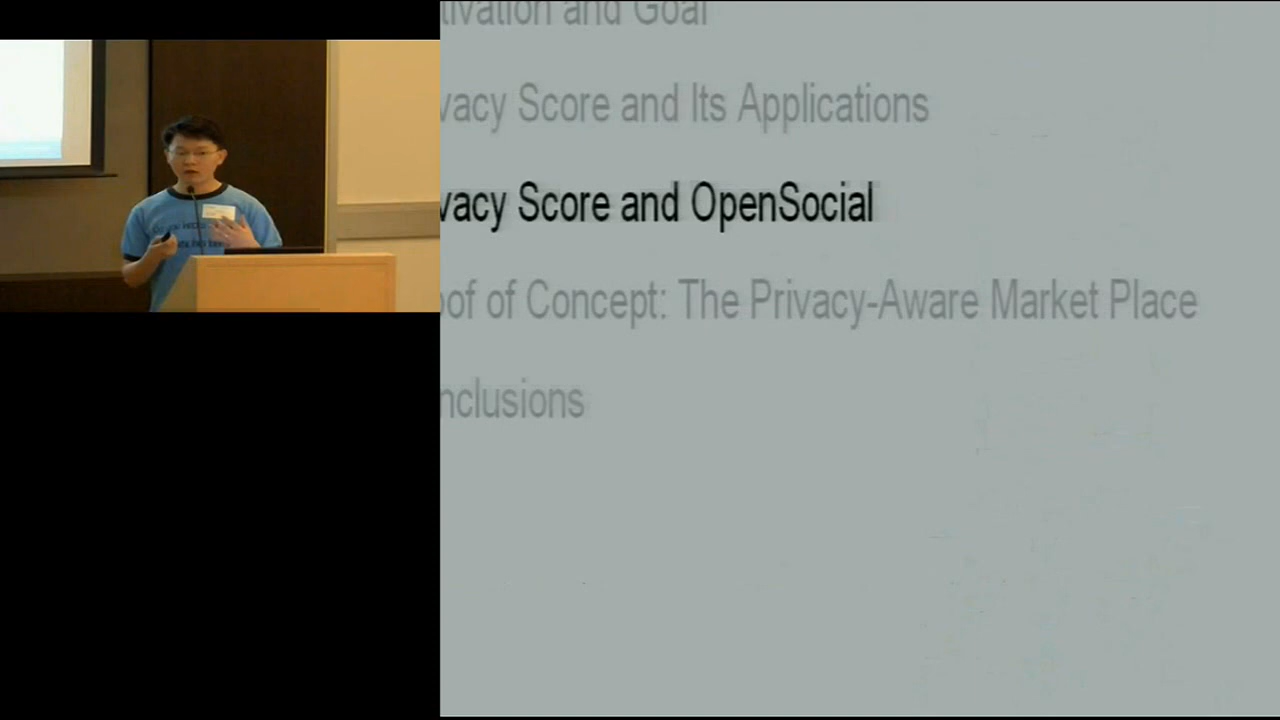 tivation and Goal
vacy Score and Its Applications
vacy Score and OpenSocial
oof of Concept: The Privacy-Aware Market Place
nclusions